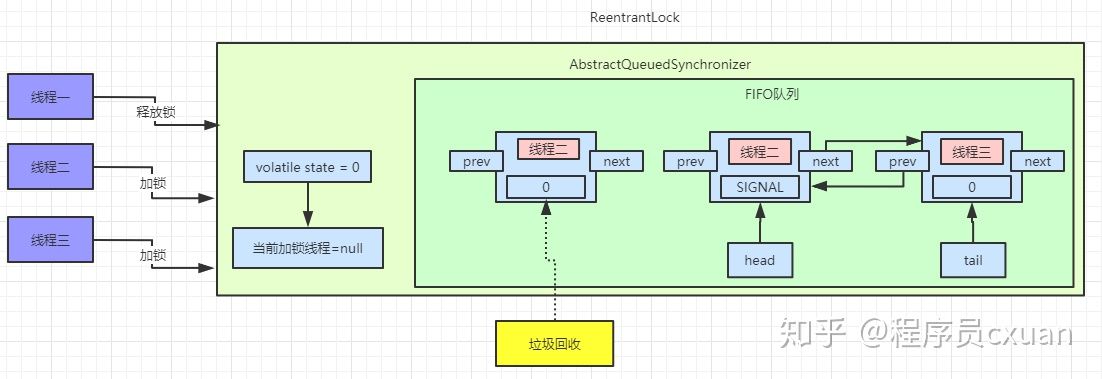 ReentrantLock
AbstractQueuedSynchronizer
FIFO队列
线程一
释放锁
线程二
加锁
线程三
加锁
volatile state = 0
当前加锁线程=null
线程二
prev
next
0
线程二
prev
next
SIGNAL
线程三
prev
next
0
head
tail
垃圾回收
知乎 @程序员cxuan